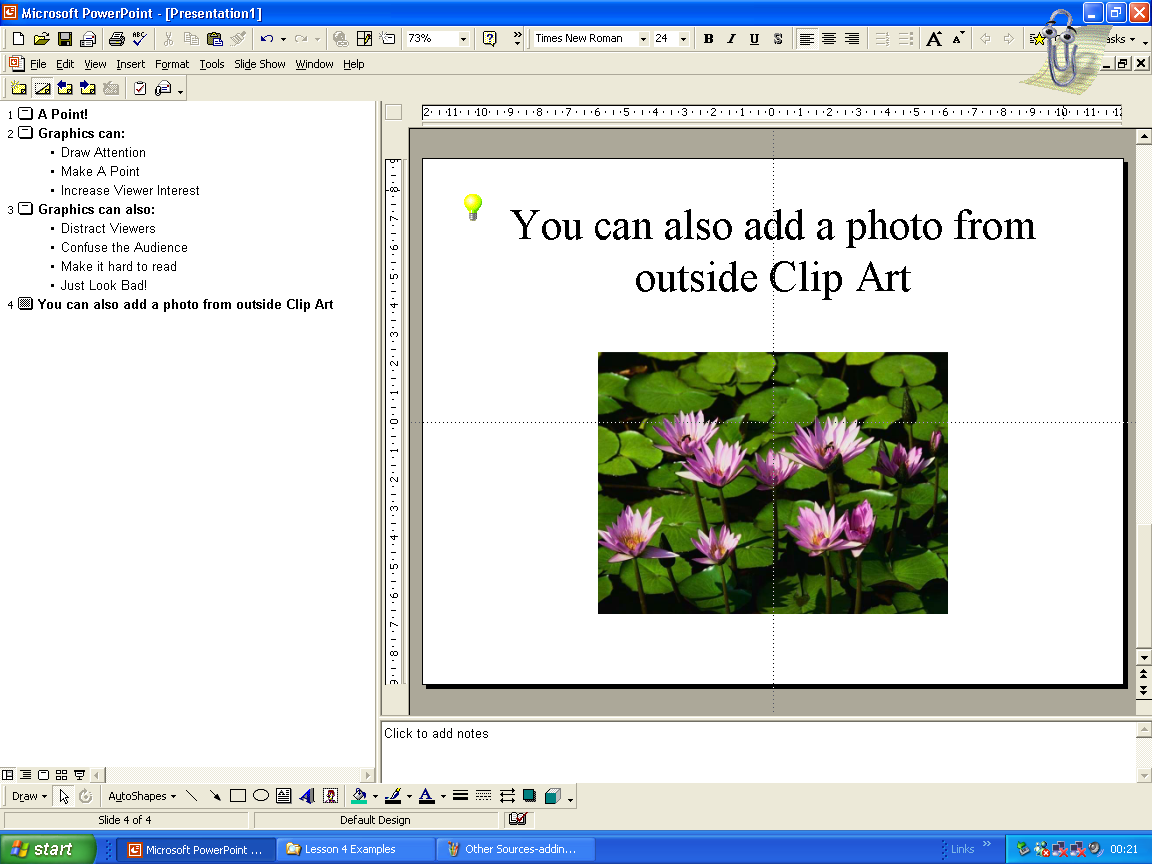 Microsoft PowerPoint - [Presentation1]
73%
Times New Roman
24
B I U S
A A
File Edit View Insert Format Tools Slide Show Window Help
1 A Point!
2 Graphics can:
• Draw Attention
• Make A Point
• Increase Viewer Interest
3 Graphics can also:
• Distract Viewers
• Confuse the Audience
• Make it hard to read
• Just Look Bad!
4 You can also add a photo from outside Clip Art
You can also add a photo from
outside Clip Art
Click to add notes
Draw AutoShapes
Slide 4 of 4
Default Design
start
Microsoft PowerPoint ...
Lesson 4 Examples
Other Sources-addin...
Links
00:21